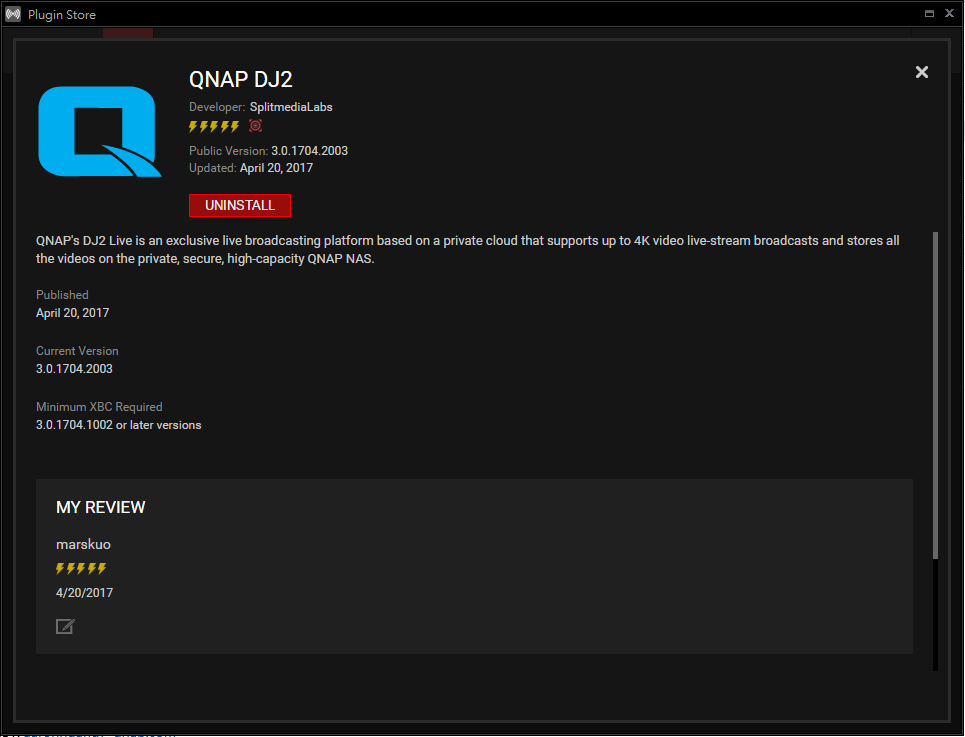 Plugin Store
QNAP DJ2
Developer: SplitmediaLabs
Public Version: 3.0.1704.2003
Updated: April 20, 2017
UNINSTALL
QNAP's DJ2 Live is an exclusive live broadcasting platform based on a private cloud that supports up to 4K video live-stream broadcasts and stores all
the videos on the private, secure, high-capacity QNAP NAS.
Published
April 20, 2017
Current Version
3.0.1704.2003
Minimum XBC Required
3.0.1704.1002 or later versions
MY REVIEW
marskuo
4/20/2017